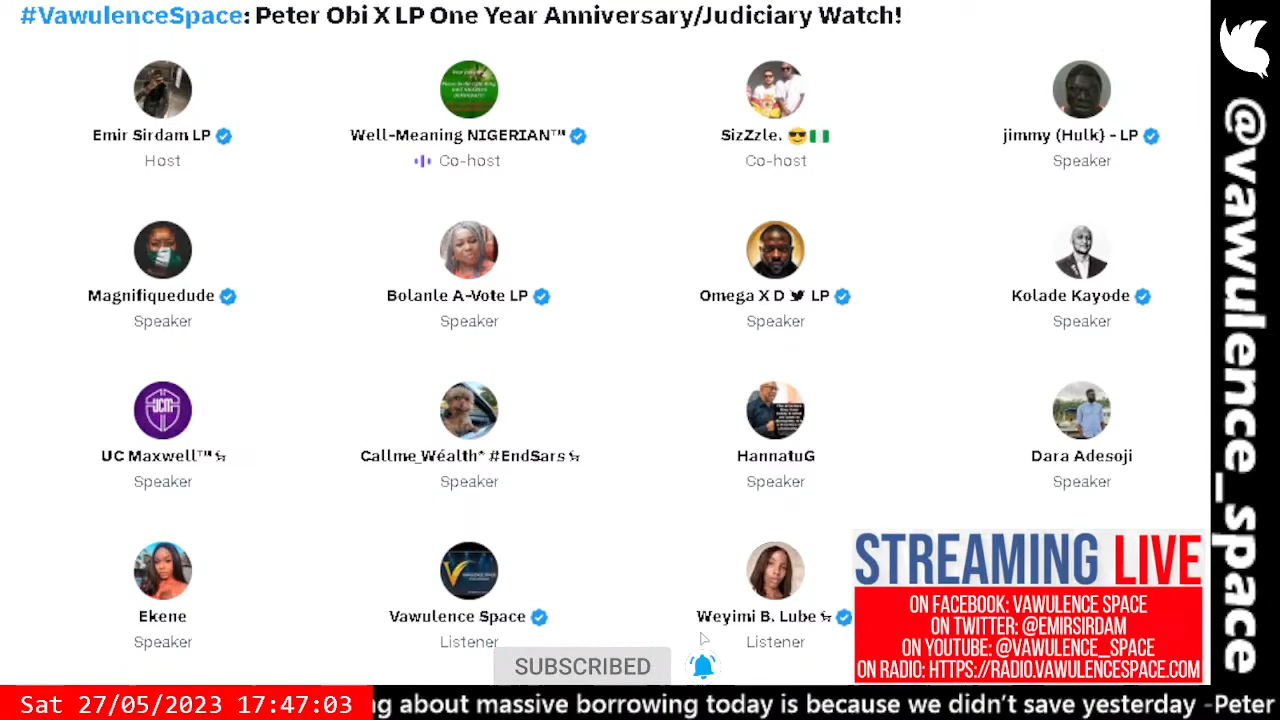 #VawulenceSpace: Peter Obi X LP One Year Anniversary/Judiciary Watch!
Emir Sirdam LP
Host
Well-Meaning NIGERIAN™
Co-host
SizZzle. 😎🇳🇬
Co-host
jimmy (Hulk) - LP
Speaker
Magnifiquedude
Speaker
Bolanle A-Vote LP
Speaker
Omega X D LP
Speaker
Kolade Kayode
Speaker
UC Maxwell™
Speaker
Callme_Wéalth* #EndSars
Speaker
HannatuG
Speaker
Dara Adesoji
Speaker
Ekene
Speaker
Vawulence Space
Listener
Weyimi B. Lube
Listener
STREAMING LIVE
ON FACEBOOK: VAWULENCE SPACE
ON TWITTER: @EMIRSIRDAM
ON YOUTUBE: @VAWULENCE_SPACE
ON RADIO: HTTPS://RADIO.VAWULENCESPACE.COM
SUBSCRIBED
@vawulence_space
Sat 27/05/2023 17:47:03
g about massive borrowing today is because we didn't save yesterday -Peter